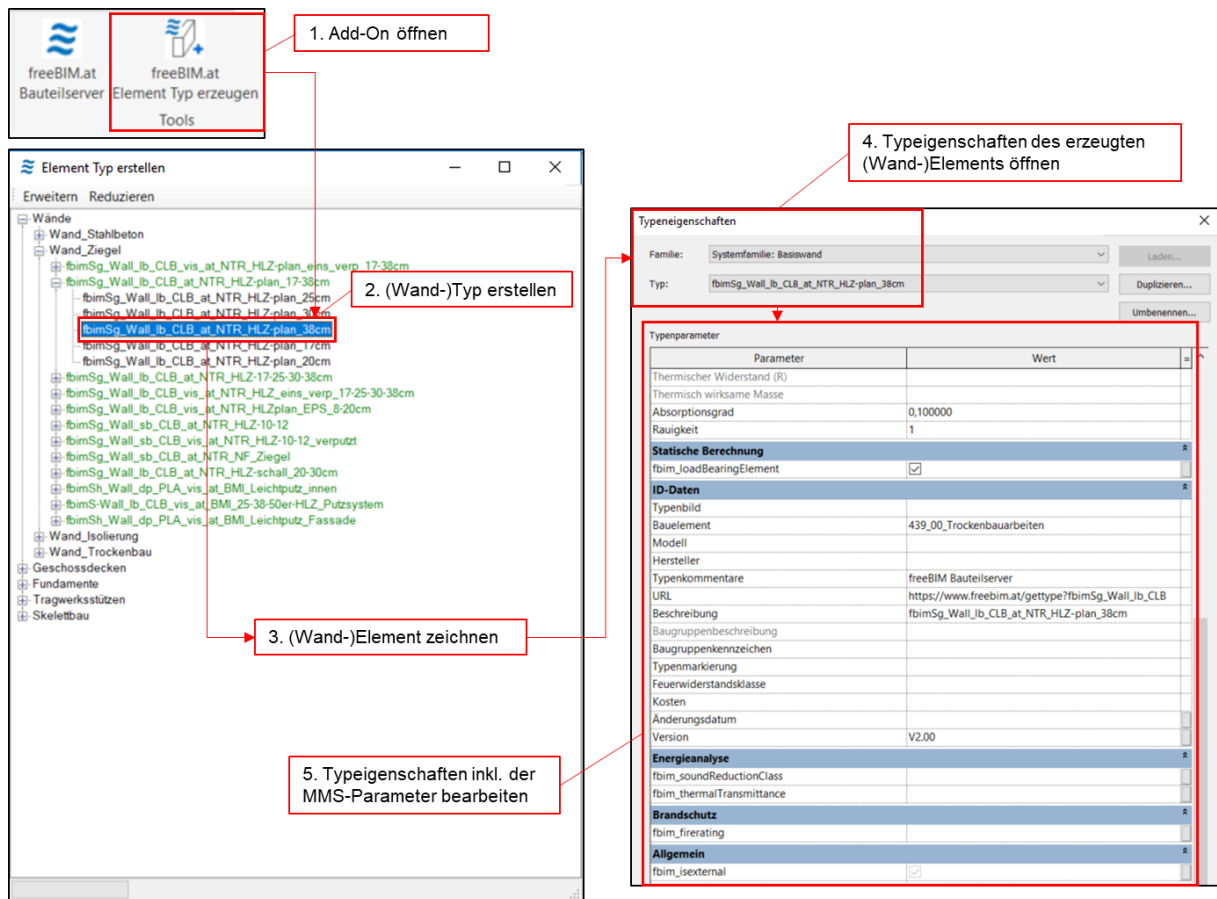 1. Add-On öffnen
freeBIM.at
Bauteilserver
freeBIM.at
Element Typ erzeugen
Tools
Element Typ erstellen
Erweitern Reduzieren
Wände
Wand_Stahlbeton
Wand_Ziegel
fbimSg_Wall_lb_CLB_vis_at_NTR_HLZ-plan_eins_verp_17-38cm
fbimSg_Wall_lb_CLB_at_NTR_HLZ-plan_17-38cm
fbimSg_Wall_lb_CLB_at_NTR_HLZ-plan_25cm
fbimSg_Wall_lb_CLB_at_NTR_HLZ-plan_30cm
fbimSg_Wall_lb_CLB_at_NTR_HLZ-plan_38cm
fbimSg_Wall_lb_CLB_at_NTR_HLZ-plan_17cm
fbimSg_Wall_lb_CLB_at_NTR_HLZ-plan_20cm
fbimSg_Wall_lb_CLB_at_NTR_HLZ-17-25-30-38cm
fbimSg_Wall_lb_CLB_vis_at_NTR_HLZ_eins_verp_17-25-30-38cm
fbimSg_Wall_lb_CLB_vis_at_NTR_HLZplan_EPS_8-20cm
fbimSg_Wall_sb_CLB_at_NTR_HLZ-10-12
fbimSg_Wall_sb_CLB_vis_at_NTR_HLZ-10-12_verputzt
fbimSg_Wall_sb_CLB_at_NTR_NF_Ziegel
fbimSg_Wall_lb_CLB_at_NTR_HLZ-schall_20-30cm
fbimSh_Wall_dp_PLA_vis_at_BMI_Leichtputz_innen
fbimS-Wall_lb_CLB_vis_at_BMI_25-38-50er-HLZ_Putzsystem
fbimSh_Wall_dp_PLA_vis_at_BMI_Leichtputz_Fassade
Wand_Isolierung
Wand_Trockenbau
Geschossdecken
Fundamente
Tragwerksstützen
Skelettbau
2. (Wand-)Typ erstellen
3. (Wand-)Element zeichnen
4. Typeigenschaften des erzeugten
(Wand-)Elements öffnen
Typeneigenschaften
Familie: Systemfamilie: Basiswand Laden...
Typ: fbimSg_Wall_lb_CLB_at_NTR_HLZ-plan_38cm Duplizieren...
Umbenennen...
Typenparameter
Parameter Wert =
Thermischer Widerstand (R)
Thermisch wirksame Masse
Absorptionsgrad 0,100000
Rauigkeit 1
Statische Berechnung
fbim_loadBearingElement
ID-Daten
Typenbild
Bauelement 439_00_Trockenbauarbeiten
Modell
Hersteller
Typenkommentare freeBIM Bauteilserver
URL https://www.freebim.at/gettype?fbimSg_Wall_lb_CLB
Beschreibung fbimSg_Wall_lb_CLB_at_NTR_HLZ-plan_38cm
Baugruppenbeschreibung
Baugruppenkennzeichen
Typenmarkierung
Feuerwiderstandsklasse
Kosten
Änderungsdatum
Version V2.00
Energieanalyse
fbim_soundReductionClass
fbim_thermalTransmittance
Brandschutz
fbim_firerating
Allgemein
fbim_isexternal
5. Typeigenschaften inkl. der
MMS-Parameter bearbeiten